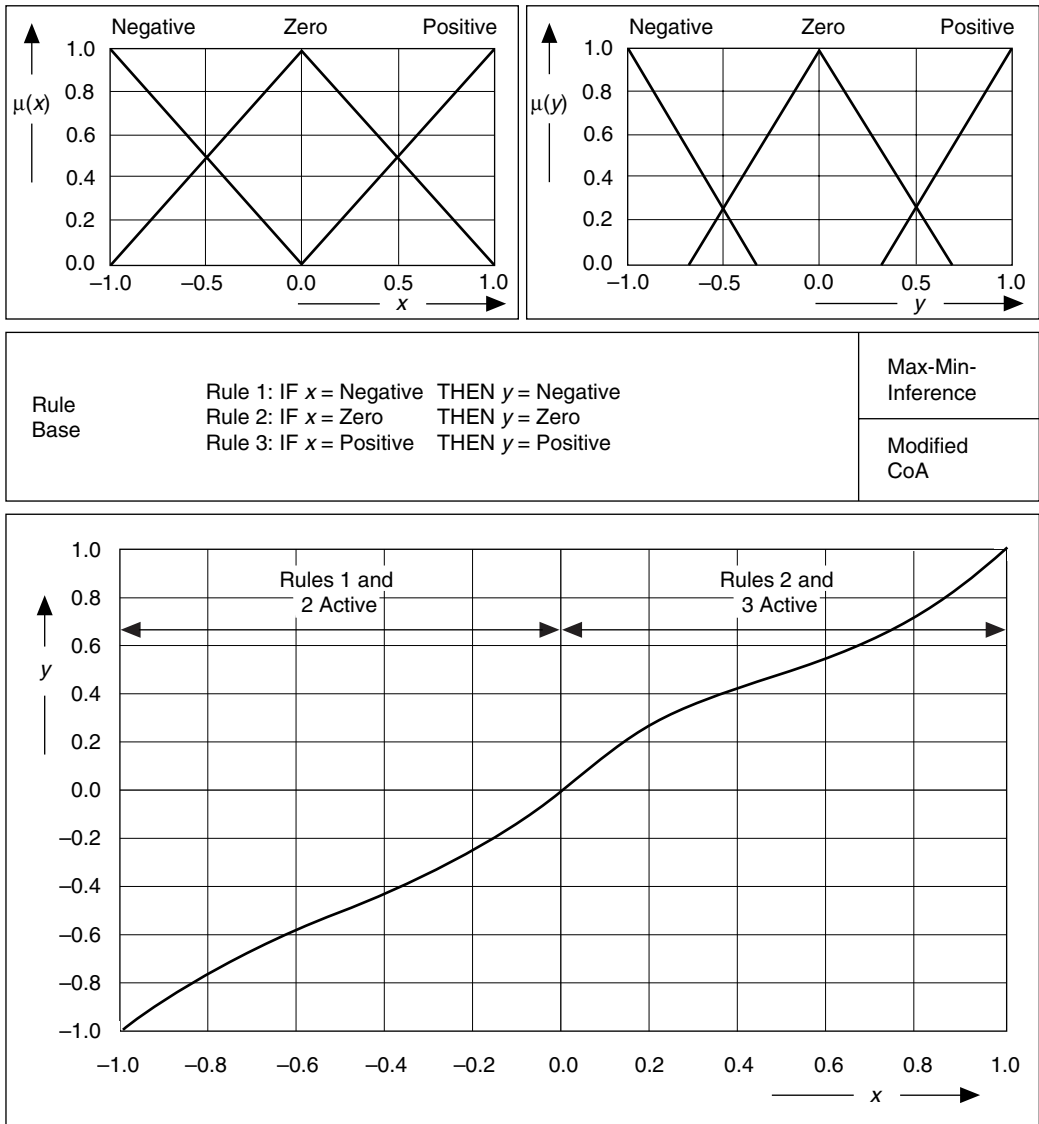 Negative Zero Positive
1.0
0.8
μ(x)
0.6
0.4
0.2
0.0
–1.0 –0.5 0.0 0.5 1.0
x
Negative Zero Positive
1.0
0.8
μ(y)
0.6
0.4
0.2
0.0
–1.0 –0.5 0.0 0.5 1.0
y
Rule
Base
Rule 1: IF x = Negative THEN y = Negative
Rule 2: IF x = Zero THEN y = Zero
Rule 3: IF x = Positive THEN y = Positive
Max-Min-
Inference
Modified
CoA
1.0
Rules 1 and
2 Active
Rules 2 and
3 Active
0.8
0.6
y
0.4
0.2
0.0
–0.2
–0.4
–0.6
–0.8
–1.0
–1.0 –0.8 –0.6 –0.4 –0.2 0.0 0.2 0.4 0.6 0.8 1.0
x